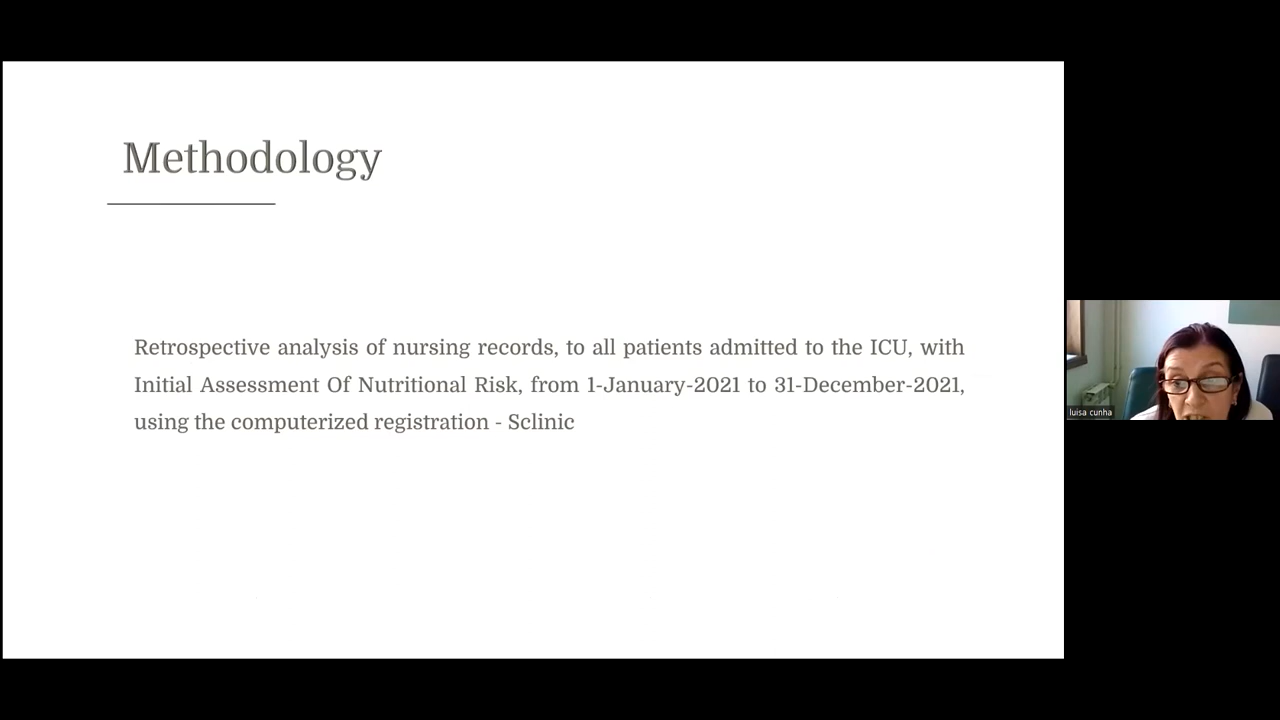 Methodology
Retrospective analysis of nursing records, to all patients admitted to the ICU, with
Initial Assessment Of Nutritional Risk, from 1-January-2021 to 31-December-2021,
using the computerized registration - Sclinic
luisa cunha